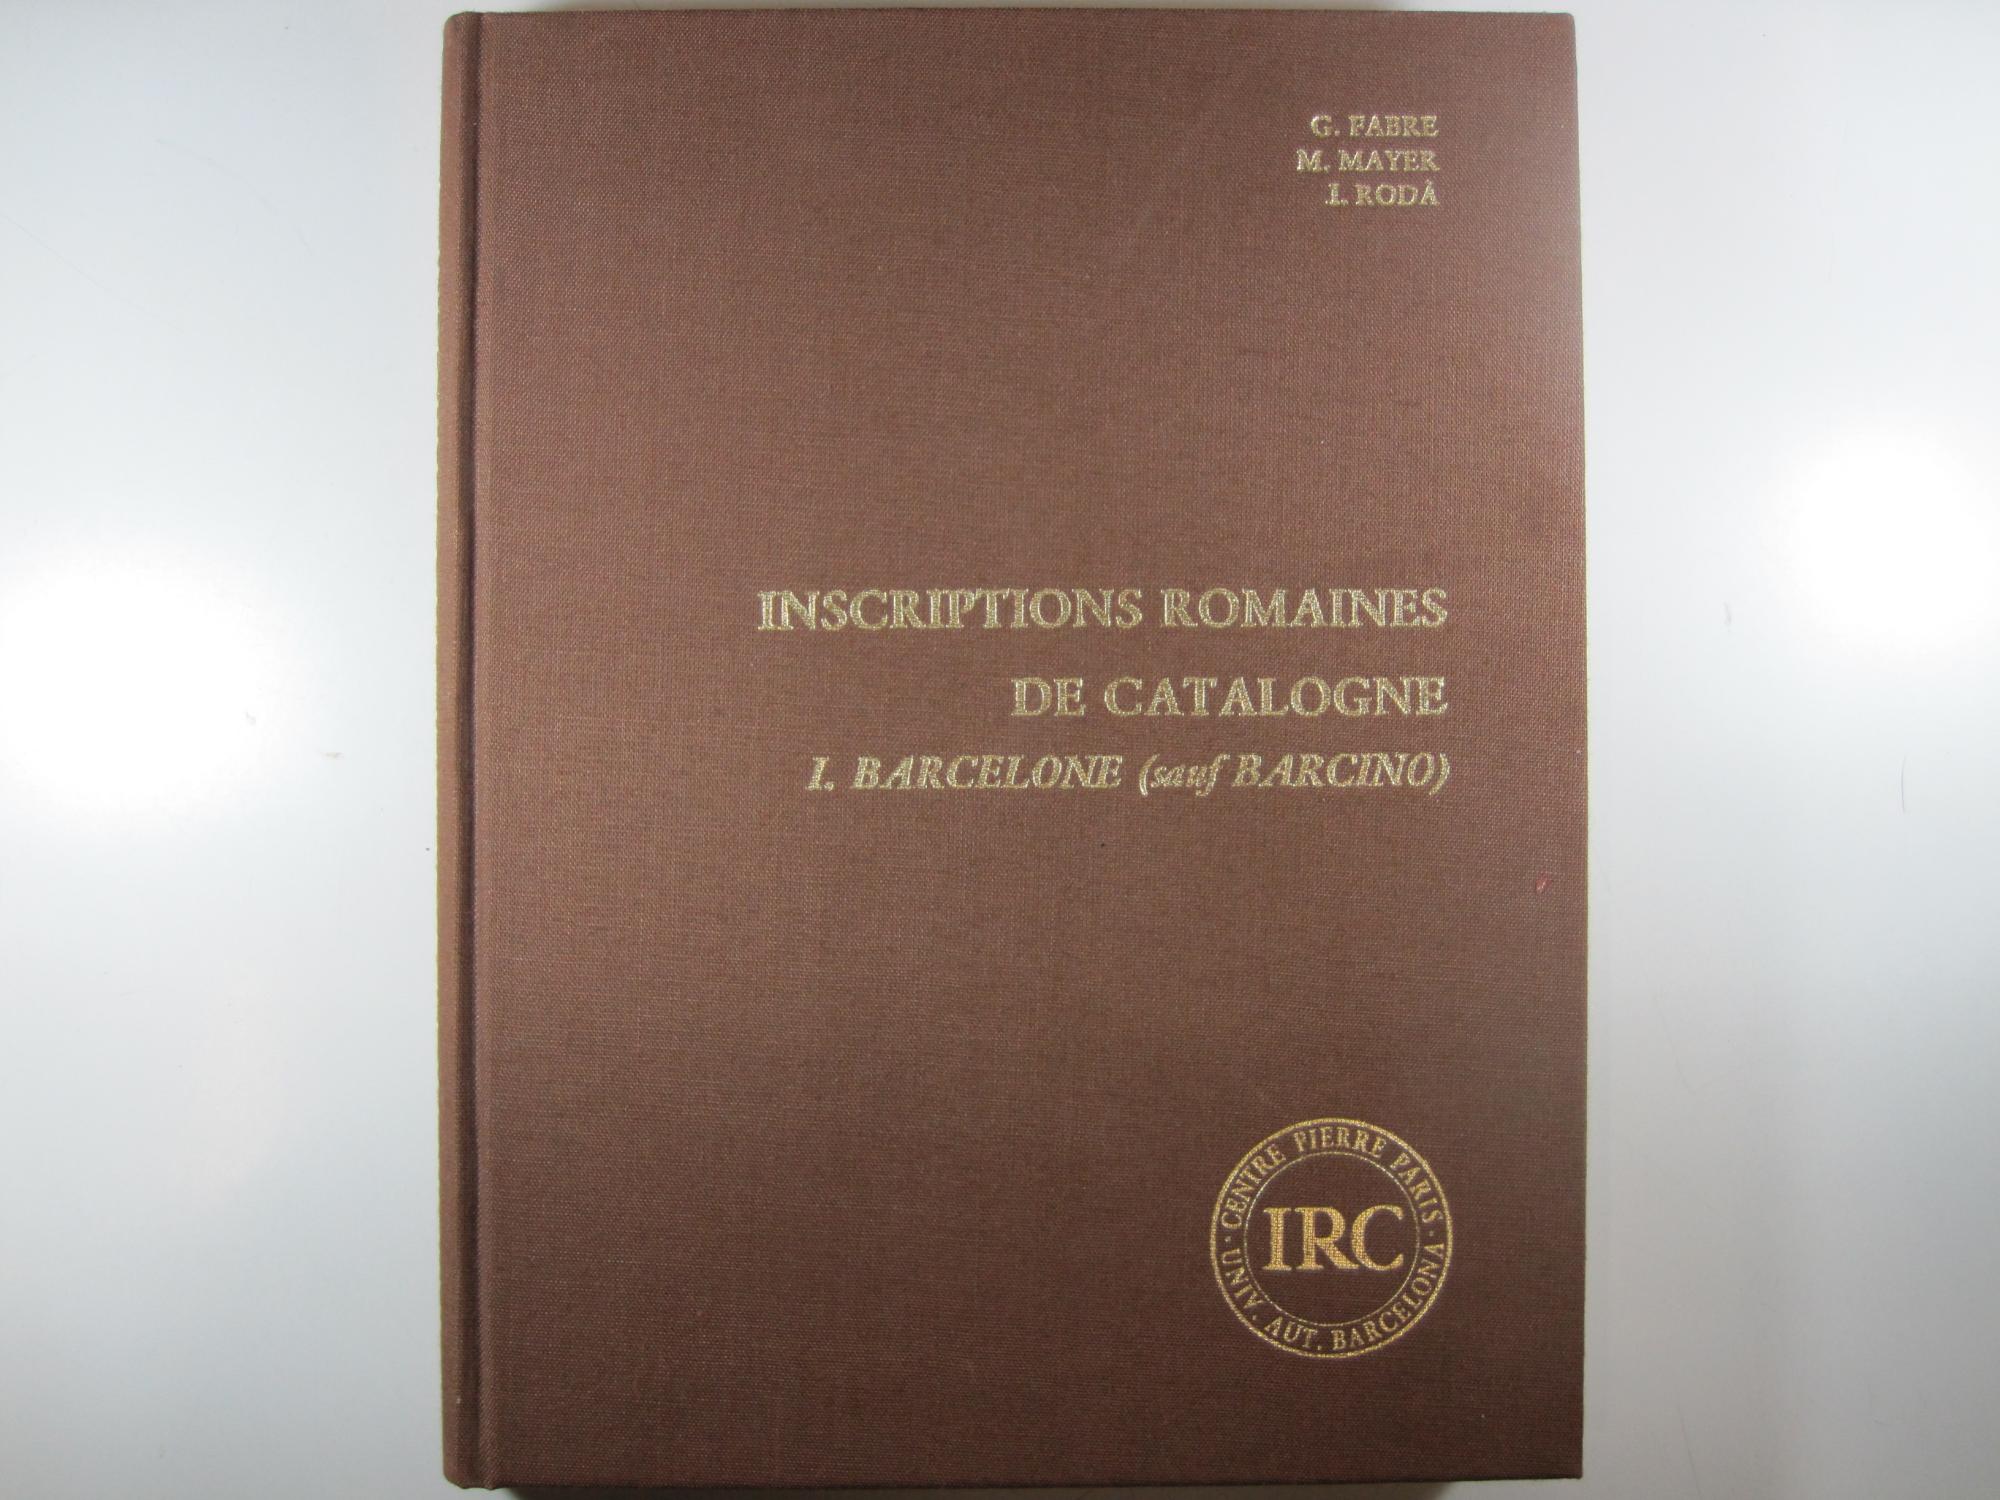 G. FABRE
M. MAYER
I. RODÀ
INSCRIPTIONS ROMAINES
DE CATALOGNE
I. BARCELONE (sauf BARCINO)
CENTRE PIERRE PARIS · UNIV. AUT. BARCELONA ·
IRC